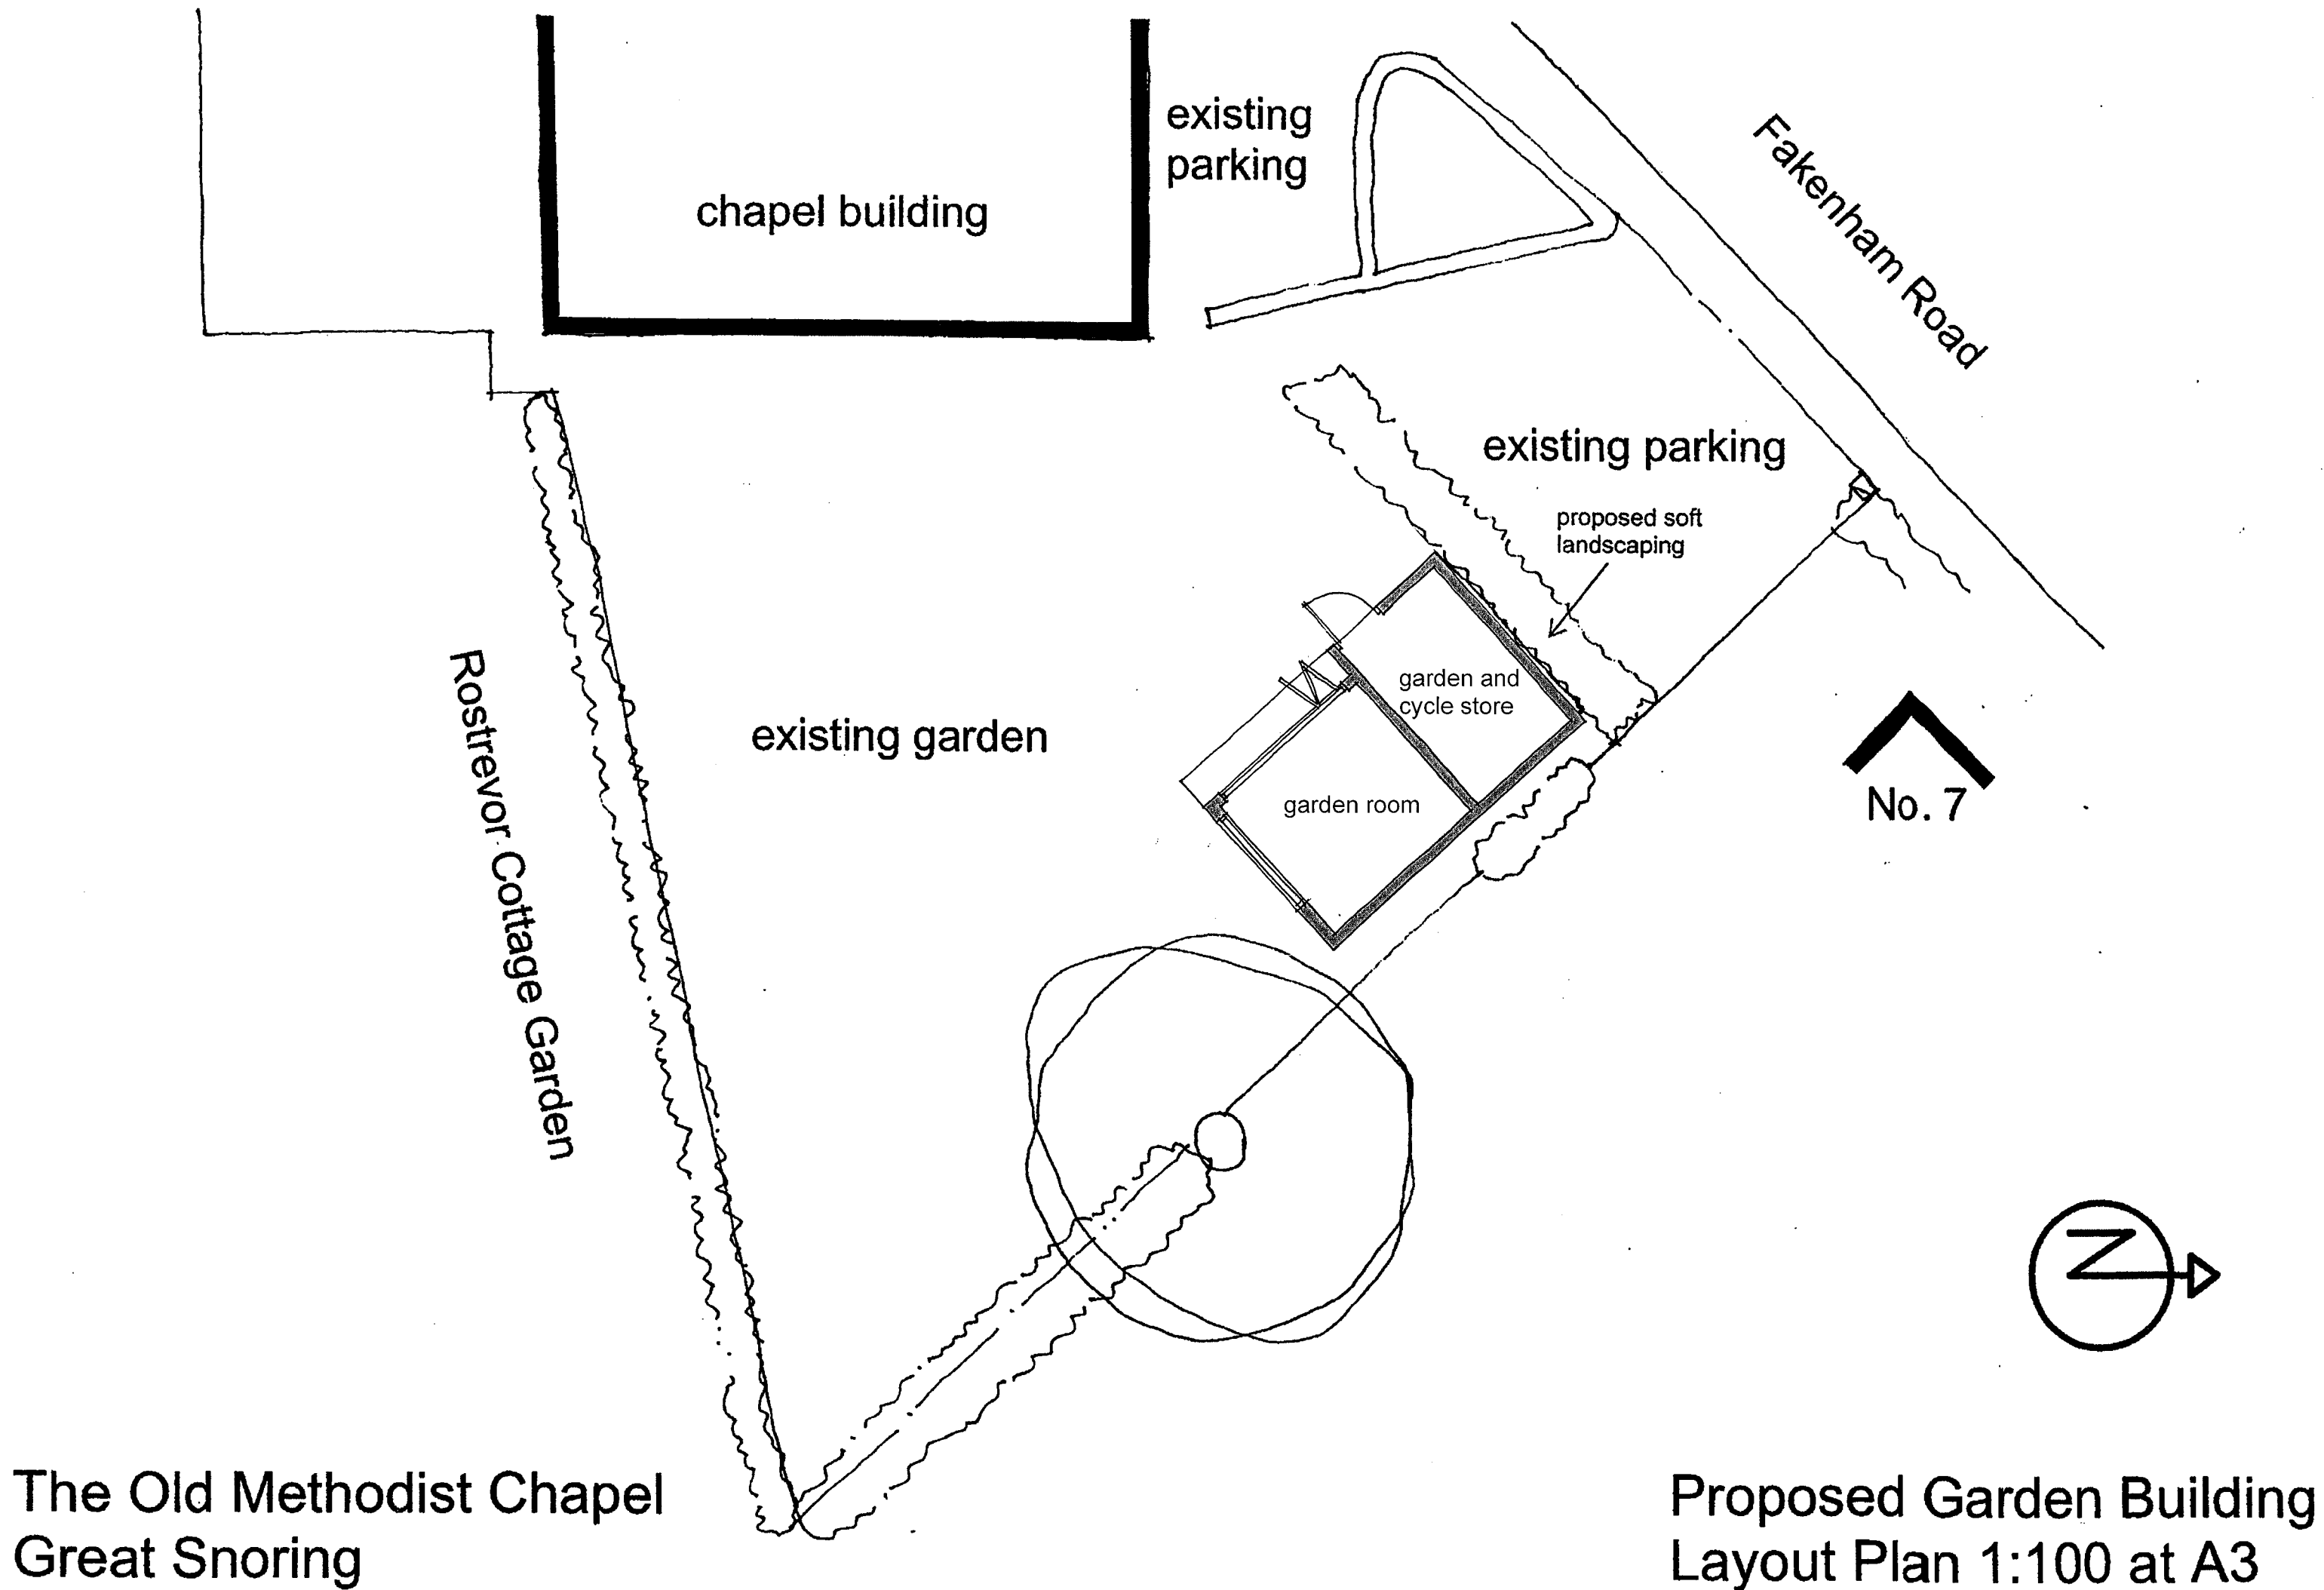 existing
parking
Fakenham Road
chapel building
existing parking
proposed soft
landscaping
Rostrevor Cottage Garden
existing garden
garden and
cycle store
garden room
No. 7
N
The Old Methodist Chapel
Great Snoring
Proposed Garden Building
Layout Plan 1:100 at A3